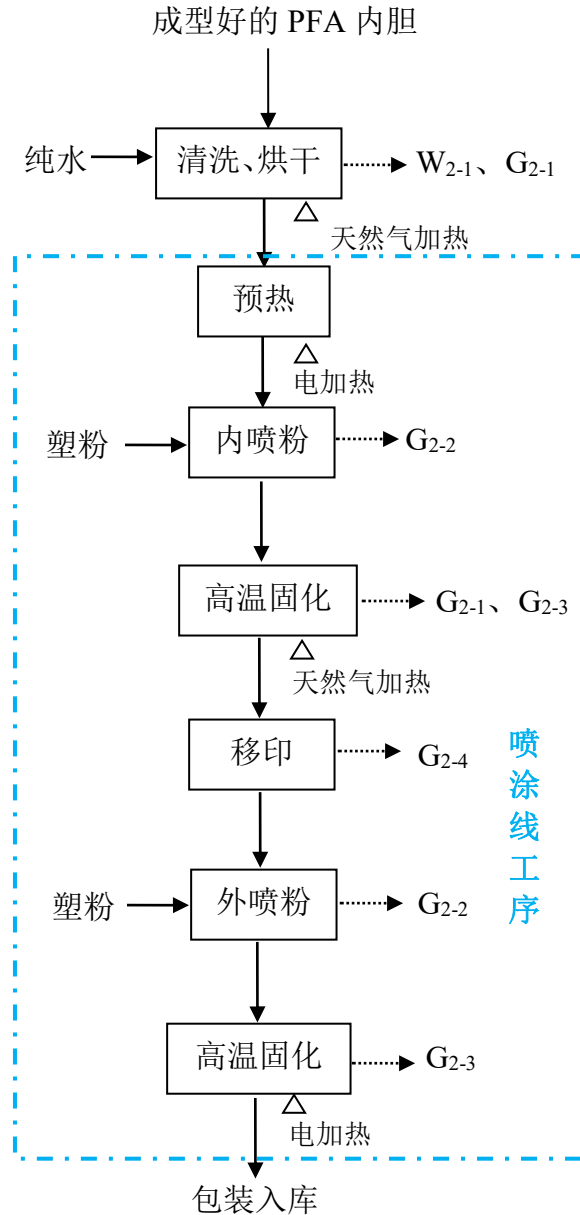 成型好的 PFA 内胆
纯水
清洗、烘干
W2-1、G2-1
天然气加热
预热
电加热
塑粉
内喷粉
G2-2
高温固化
G2-1、G2-3
天然气加热
移印
G2-4
喷涂线工序
塑粉
外喷粉
G2-2
高温固化
G2-3
电加热
包装入库